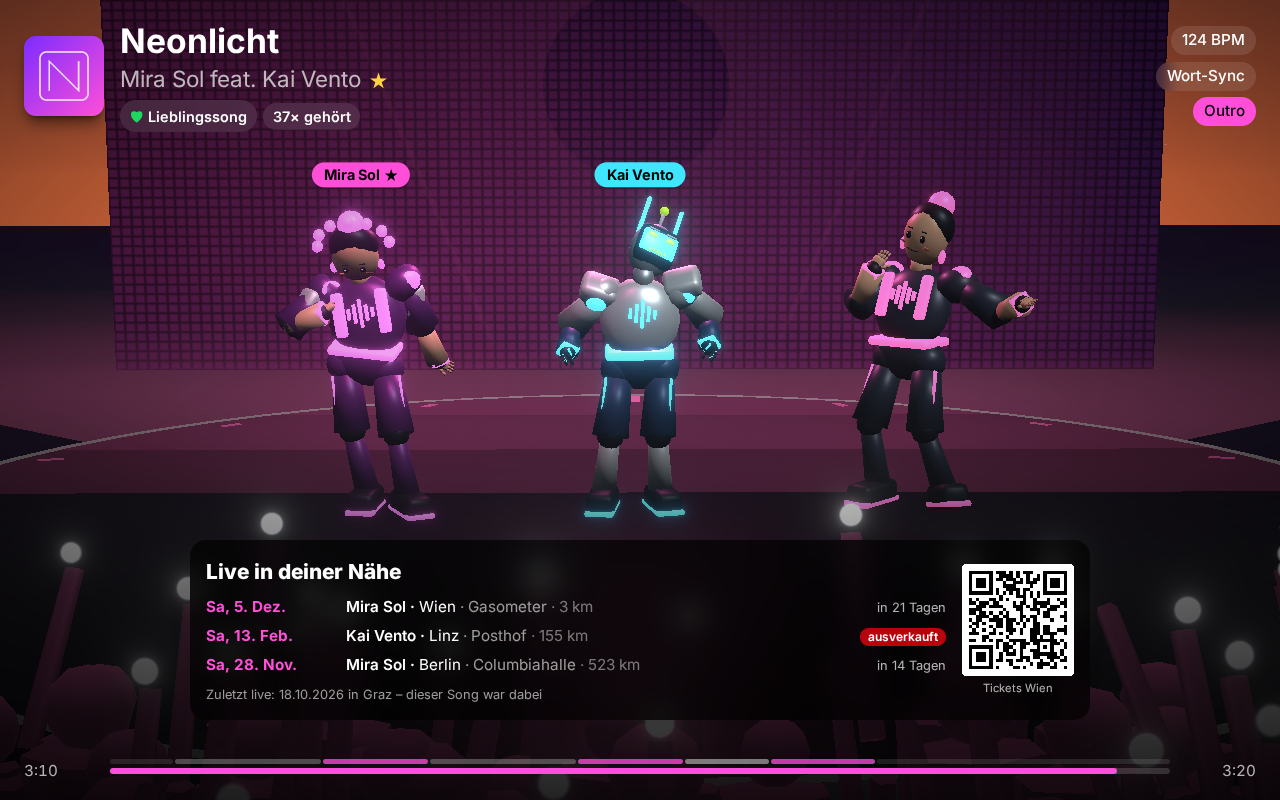 N
Neonlicht
Mira Sol feat. Kai Vento ★
Lieblingssong
37× gehört
124 BPM
Wort-Sync
Outro
Mira Sol ★
Kai Vento
Live in deiner Nähe
Sa, 5. Dez. Mira Sol · Wien · Gasometer · 3 km in 21 Tagen
Sa, 13. Feb. Kai Vento · Linz · Posthof · 155 km ausverkauft
Sa, 28. Nov. Mira Sol · Berlin · Columbiahalle · 523 km in 14 Tagen
Zuletzt live: 18.10.2026 in Graz – dieser Song war dabei
Tickets Wien
3:10
3:20